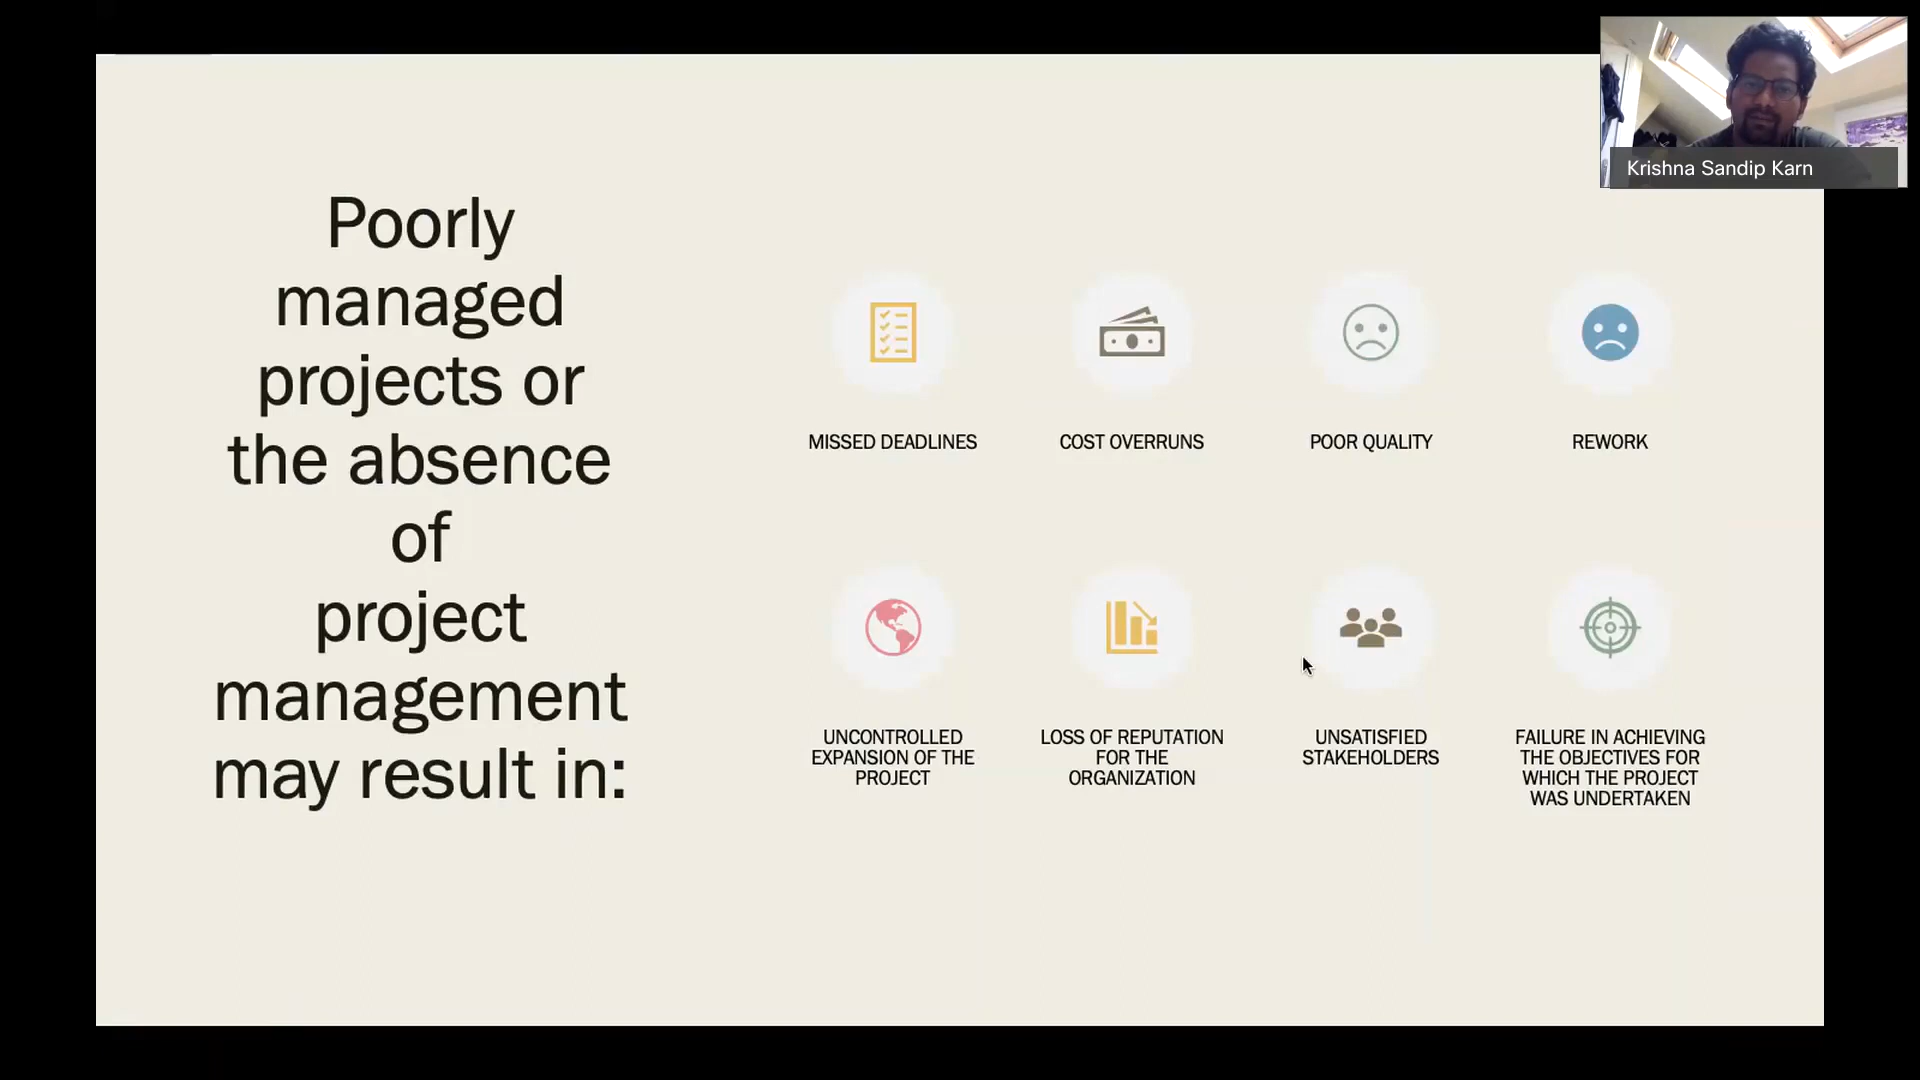 Krishna Sandip Karn
Poorly
managed
projects or
the absence
of
project
management
may result in:
MISSED DEADLINES
COST OVERRUNS
POOR QUALITY
REWORK
UNCONTROLLED
EXPANSION OF THE
PROJECT
LOSS OF REPUTATION
FOR THE
ORGANIZATION
UNSATISFIED
STAKEHOLDERS
FAILURE IN ACHIEVING
THE OBJECTIVES FOR
WHICH THE PROJECT
WAS UNDERTAKEN